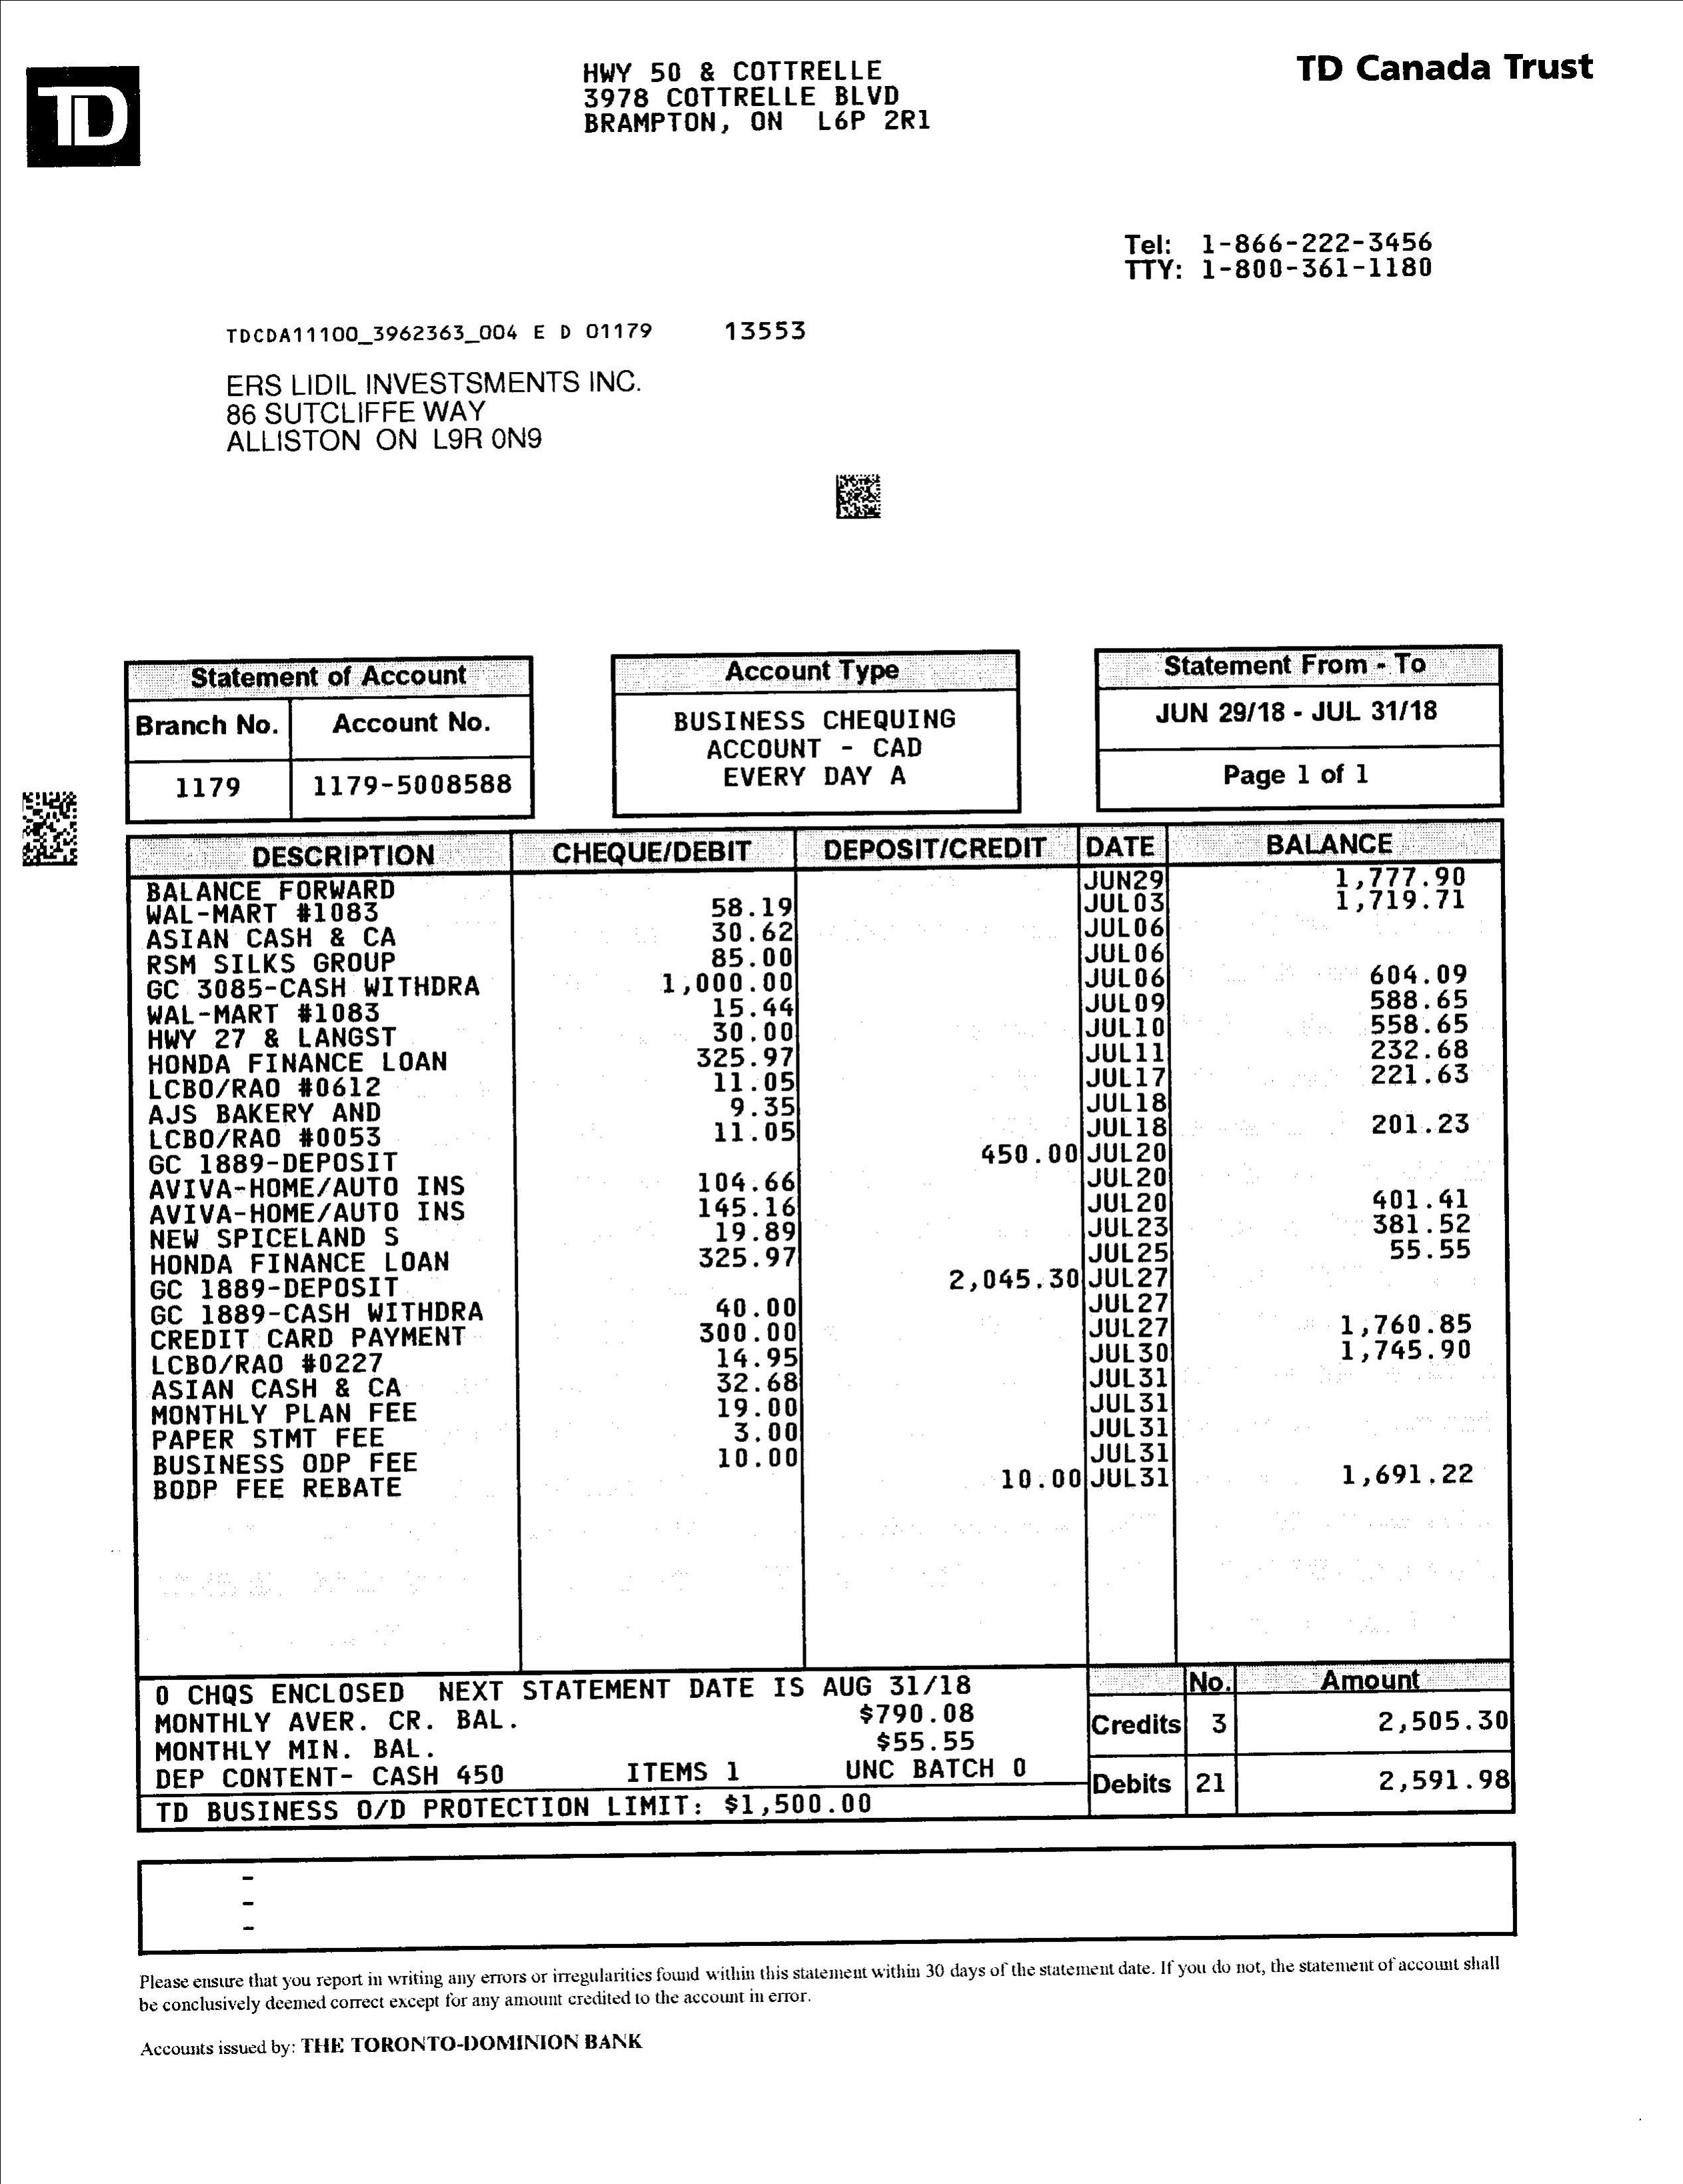 TD
HWY 50 & COTTRELLE
3978 COTTRELLE BLVD
BRAMPTON, ON L6P 2R1
TD Canada Trust
Tel: 1-866-222-3456
TTY: 1-800-361-1180
TDCDA11100_3962363_004 E D 01179 13553
ERS LIDIL INVESTSMENTS INC.
86 SUTCLIFFE WAY
ALLISTON ON L9R 0N9
Statement of Account
Branch No. Account No.
1179 1179-5008588
Account Type
BUSINESS CHEQUING
ACCOUNT - CAD
EVERY DAY A
Statement From - To
JUN 29/18 - JUL 31/18
Page 1 of 1
DESCRIPTION CHEQUE/DEBIT DEPOSIT/CREDIT DATE BALANCE
BALANCE FORWARD JUN29 1,777.90
WAL-MART #1083 58.19 JUL03 1,719.71
ASIAN CASH & CA 30.62 JUL06
RSM SILKS GROUP 85.00 JUL06
GC 3085-CASH WITHDRA 1,000.00 JUL06 604.09
WAL-MART #1083 15.44 JUL09 588.65
HWY 27 & LANGST 30.00 JUL10 558.65
HONDA FINANCE LOAN 325.97 JUL11 232.68
LCBO/RAO #0612 11.05 JUL17 221.63
AJS BAKERY AND 9.35 JUL18
LCBO/RAO #0053 11.05 JUL18 201.23
GC 1889-DEPOSIT 450.00 JUL20
AVIVA-HOME/AUTO INS 104.66 JUL20
AVIVA-HOME/AUTO INS 145.16 JUL20 401.41
NEW SPICELAND S 19.89 JUL23 381.52
HONDA FINANCE LOAN 325.97 JUL25 55.55
GC 1889-DEPOSIT 2,045.30 JUL27
GC 1889-CASH WITHDRA 40.00 JUL27
CREDIT CARD PAYMENT 300.00 JUL27 1,760.85
LCBO/RAO #0227 14.95 JUL30 1,745.90
ASIAN CASH & CA 32.68 JUL31
MONTHLY PLAN FEE 19.00 JUL31
PAPER STMT FEE 3.00 JUL31
BUSINESS ODP FEE 10.00 JUL31
BODP FEE REBATE 10.00 JUL31 1,691.22
0 CHQS ENCLOSED NEXT STATEMENT DATE IS AUG 31/18
MONTHLY AVER. CR. BAL. $790.08
MONTHLY MIN. BAL. $55.55
DEP CONTENT- CASH 450 ITEMS 1 UNC BATCH 0
TD BUSINESS O/D PROTECTION LIMIT: $1,500.00
No. Amount
Credits 3 2,505.30
Debits 21 2,591.98
-
-
-
Please ensure that you report in writing any errors or irregularities found within this statement within 30 days of the statement date. If you do not, the statement of account shall
be conclusively deemed correct except for any amount credited to the account in error.
Accounts issued by: THE TORONTO-DOMINION BANK